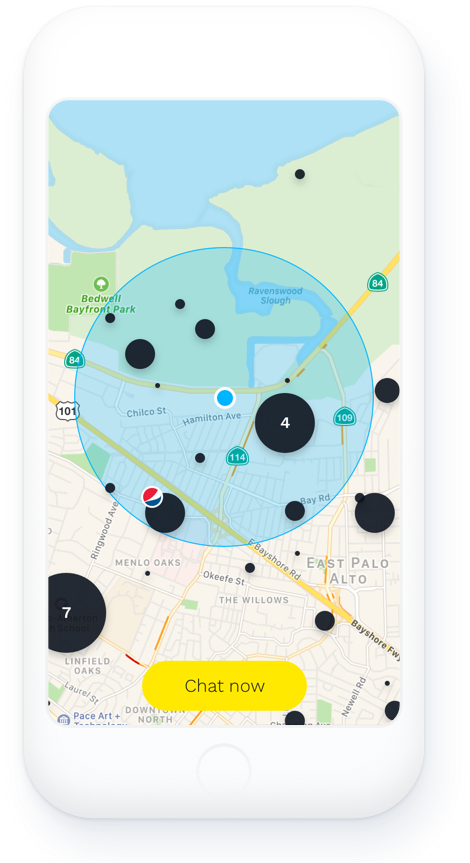 84
Ravenswood
Slough
Bedwell
Bayfront Park
84
101
Chilco St
Hamilton Ave
4
109
114
Bay Rd
Ringwood Ave
E Bayshore Rd
MENLO OAKS
EAST PALO
ALTO
Okeefe St
THE WILLOWS
7
Bayshore Fwy
LINFIELD
OAKS
Laurel St
Chat now
Newell Rd
DOWNTOWN
NORTH
Pace Art +
Technology